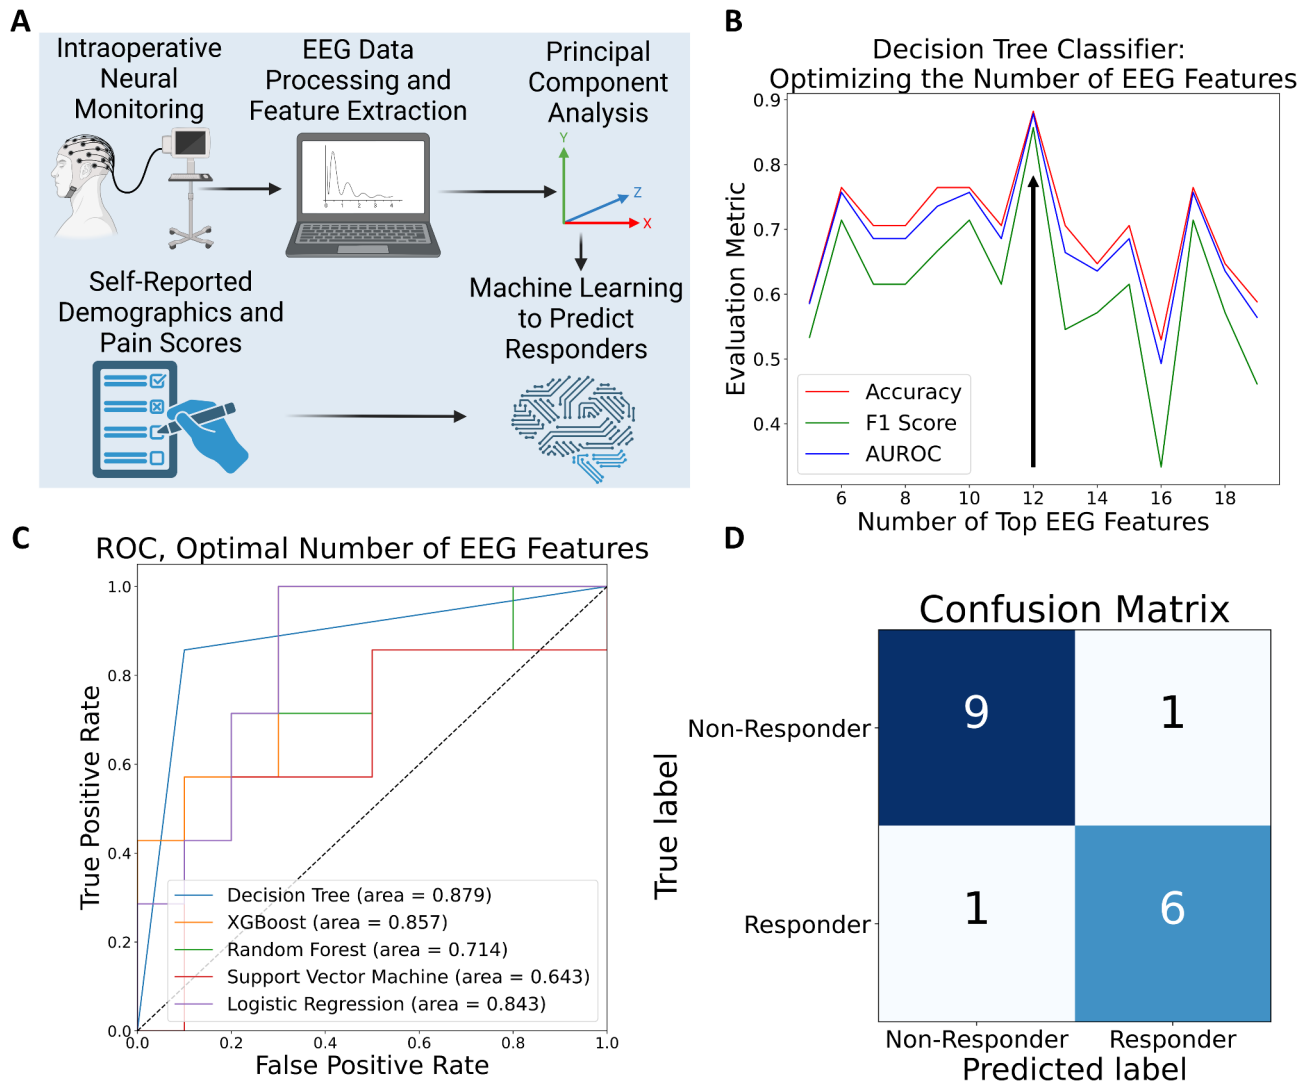 A
Intraoperative
Neural
Monitoring
EEG Data
Processing and
Feature Extraction
Principal
Component
Analysis
0 1 2 3 4
Y
Z
X
Self-Reported
Demographics and
Pain Scores
Machine Learning
to Predict
Responders
B
Decision Tree Classifier:
Optimizing the Number of EEG Features
Evaluation Metric
0.9
0.8
0.7
0.6
0.5
0.4
Accuracy
F1 Score
AUROC
6 8 10 12 14 16 18
Number of Top EEG Features
C
ROC, Optimal Number of EEG Features
True Positive Rate
1.0
0.8
0.6
0.4
0.2
0.0
Decision Tree (area = 0.879)
XGBoost (area = 0.857)
Random Forest (area = 0.714)
Support Vector Machine (area = 0.643)
Logistic Regression (area = 0.843)
0.0 0.2 0.4 0.6 0.8 1.0
False Positive Rate
D
Confusion Matrix
True label
Non-Responder
9 1
Responder
1 6
Non-Responder Responder
Predicted label